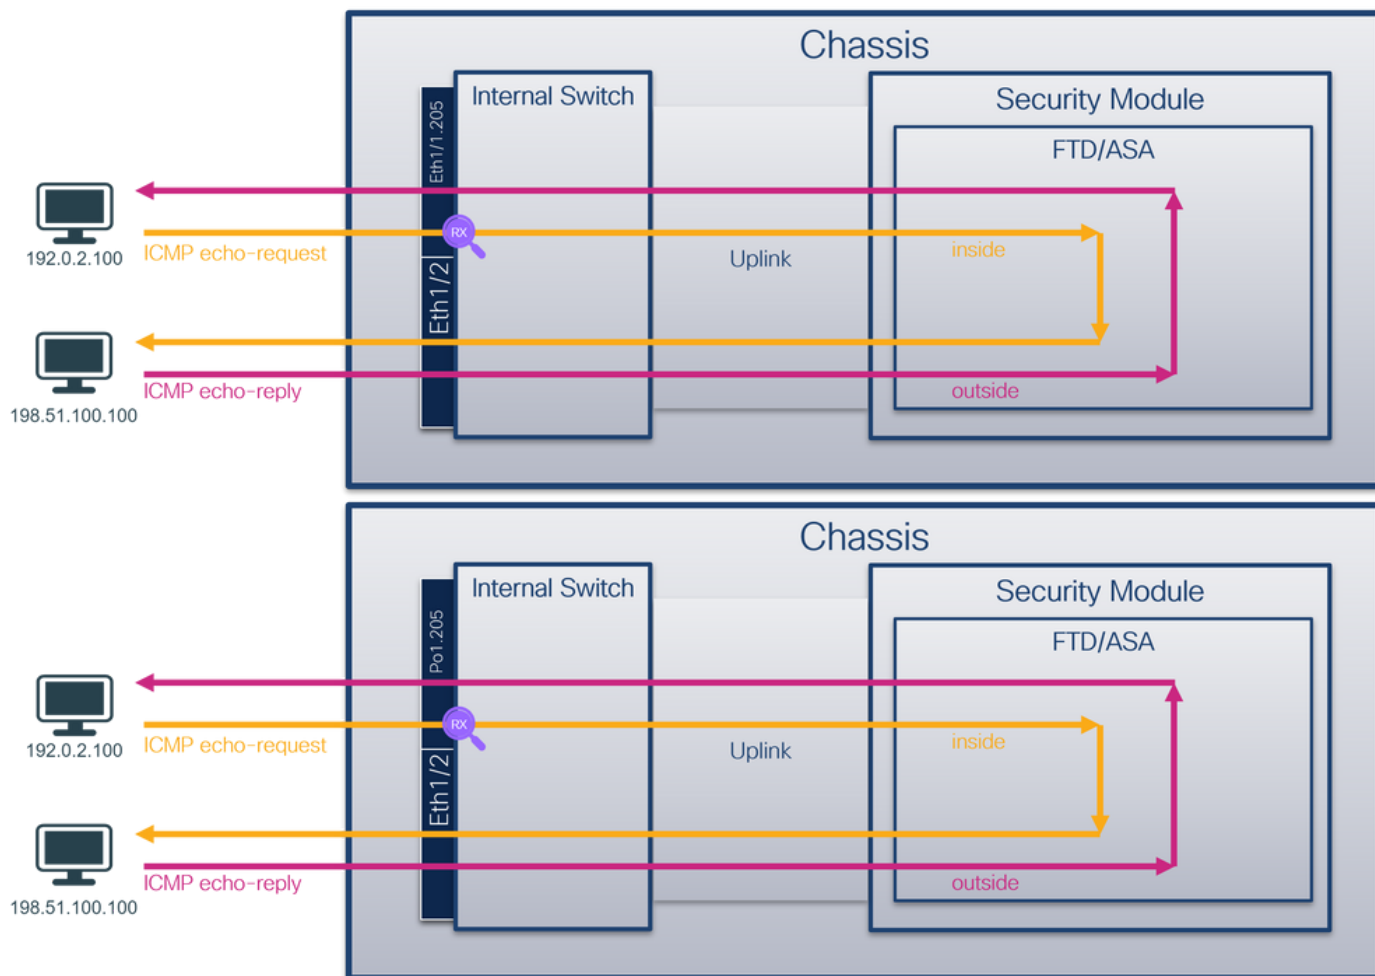 Chassis
Internal Switch
Security Module
FTD/ASA
Eth1/1.205
RX
192.0.2.100
ICMP echo-request
Uplink
inside
Eth1/2
198.51.100.100
ICMP echo-reply
outside
Chassis
Internal Switch
Security Module
FTD/ASA
Po1.205
RX
192.0.2.100
ICMP echo-request
Uplink
inside
Eth1/2
198.51.100.100
ICMP echo-reply
outside